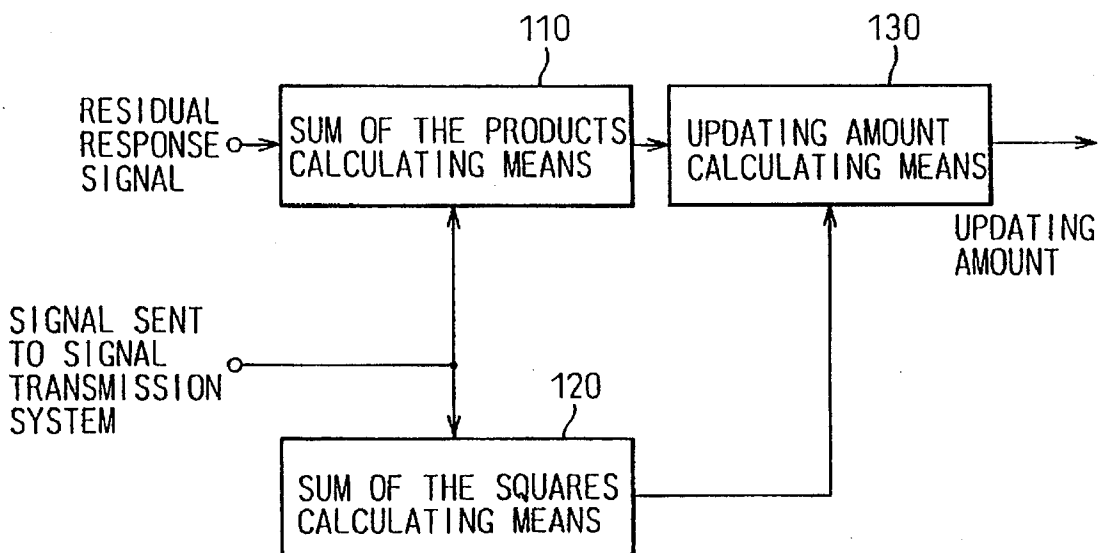 110
130
RESIDUAL
RESPONSE
SIGNAL
SUM OF THE PRODUCTS
CALCULATING MEANS
UPDATING AMOUNT
CALCULATING MEANS
UPDATING
AMOUNT
SIGNAL SENT
TO SIGNAL
TRANSMISSION
SYSTEM
120
SUM OF THE SQUARES
CALCULATING MEANS